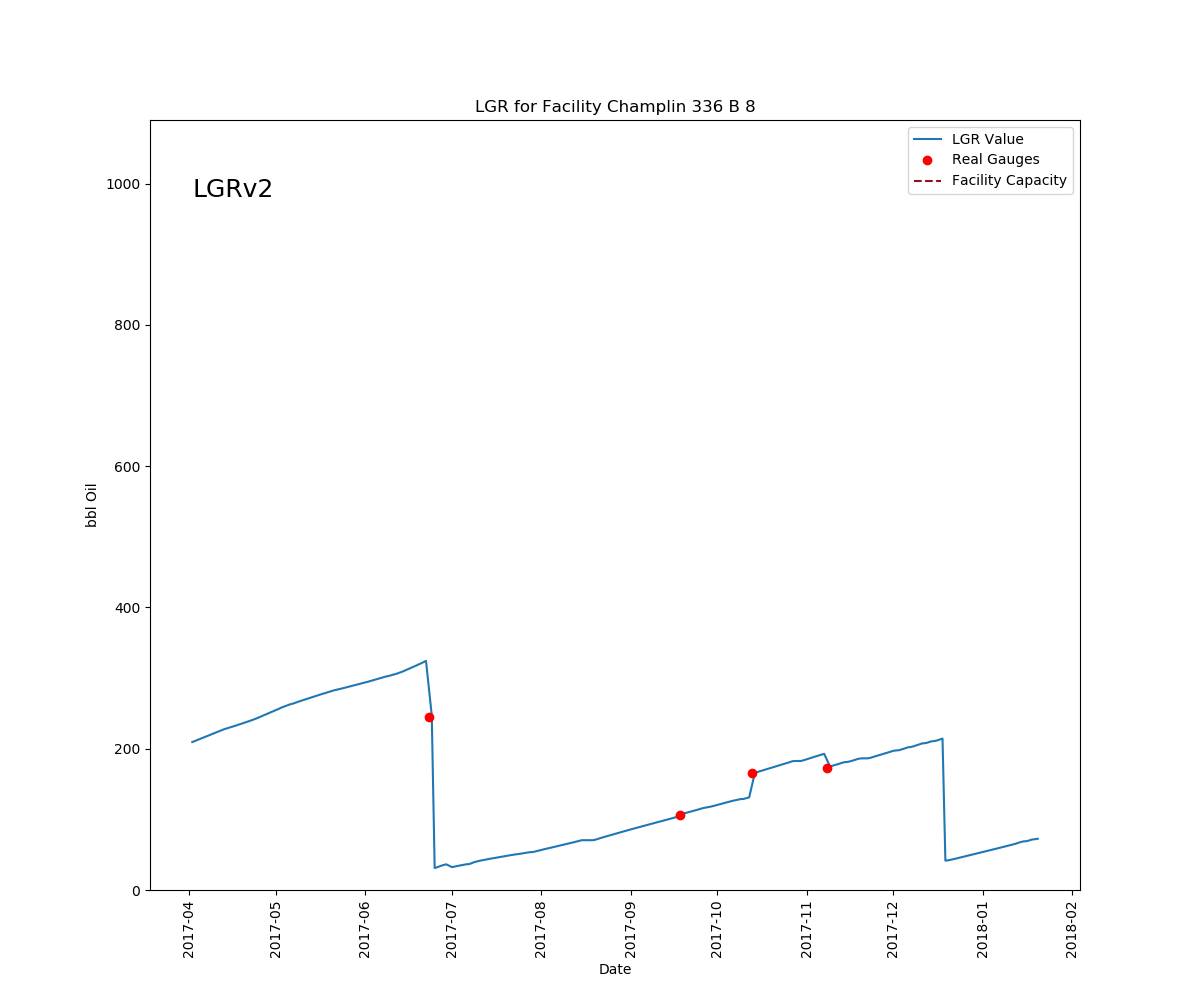 LGR for Facility Champlin 336 B 8
LGRv2
LGR Value
Real Gauges
Facility Capacity
1000
800
600
400
200
0
bbl Oil
2017-04
2017-05
2017-06
2017-07
2017-08
2017-09
2017-10
2017-11
2017-12
2018-01
2018-02
Date